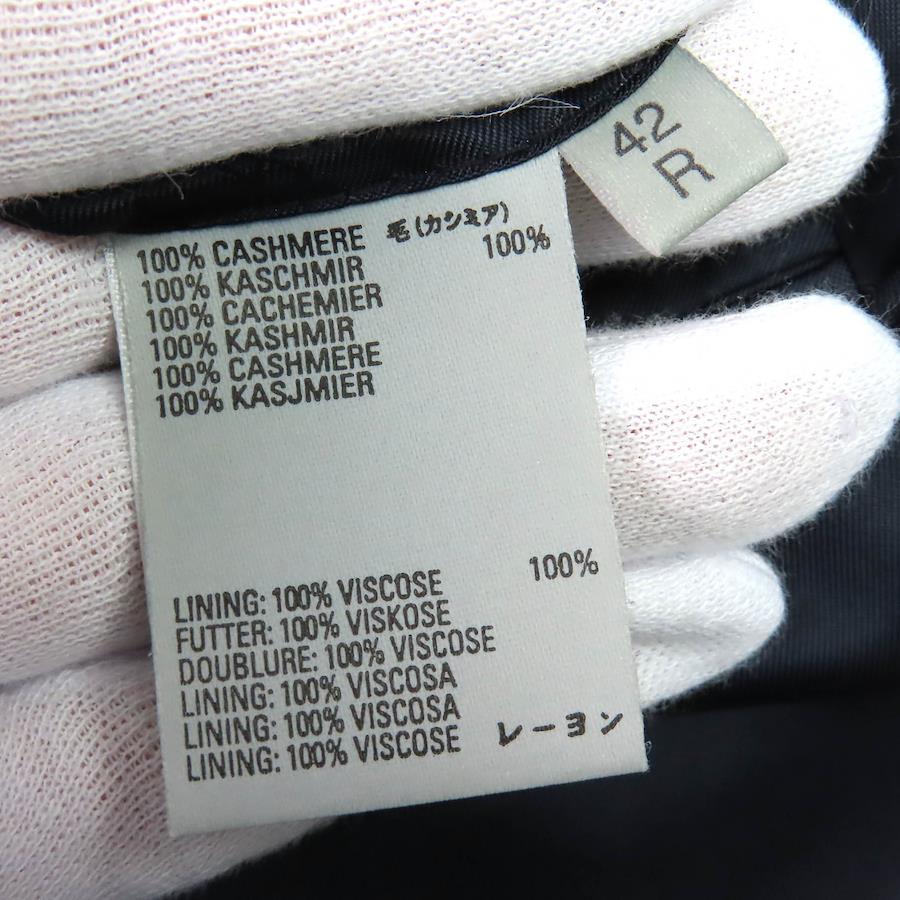 42
R
100% CASHMERE 毛(カシミア)
100% KASCHMIR 100%
100% CACHEMIER
100% KASHMIR
100% CASHMERE
100% KASJMIER
LINING: 100% VISCOSE 100%
FUTTER: 100% VISKOSE
DOUBLURE: 100% VISCOSE
LINING: 100% VISCOSA
LINING: 100% VISCOSA
LINING: 100% VISCOSE レーヨン